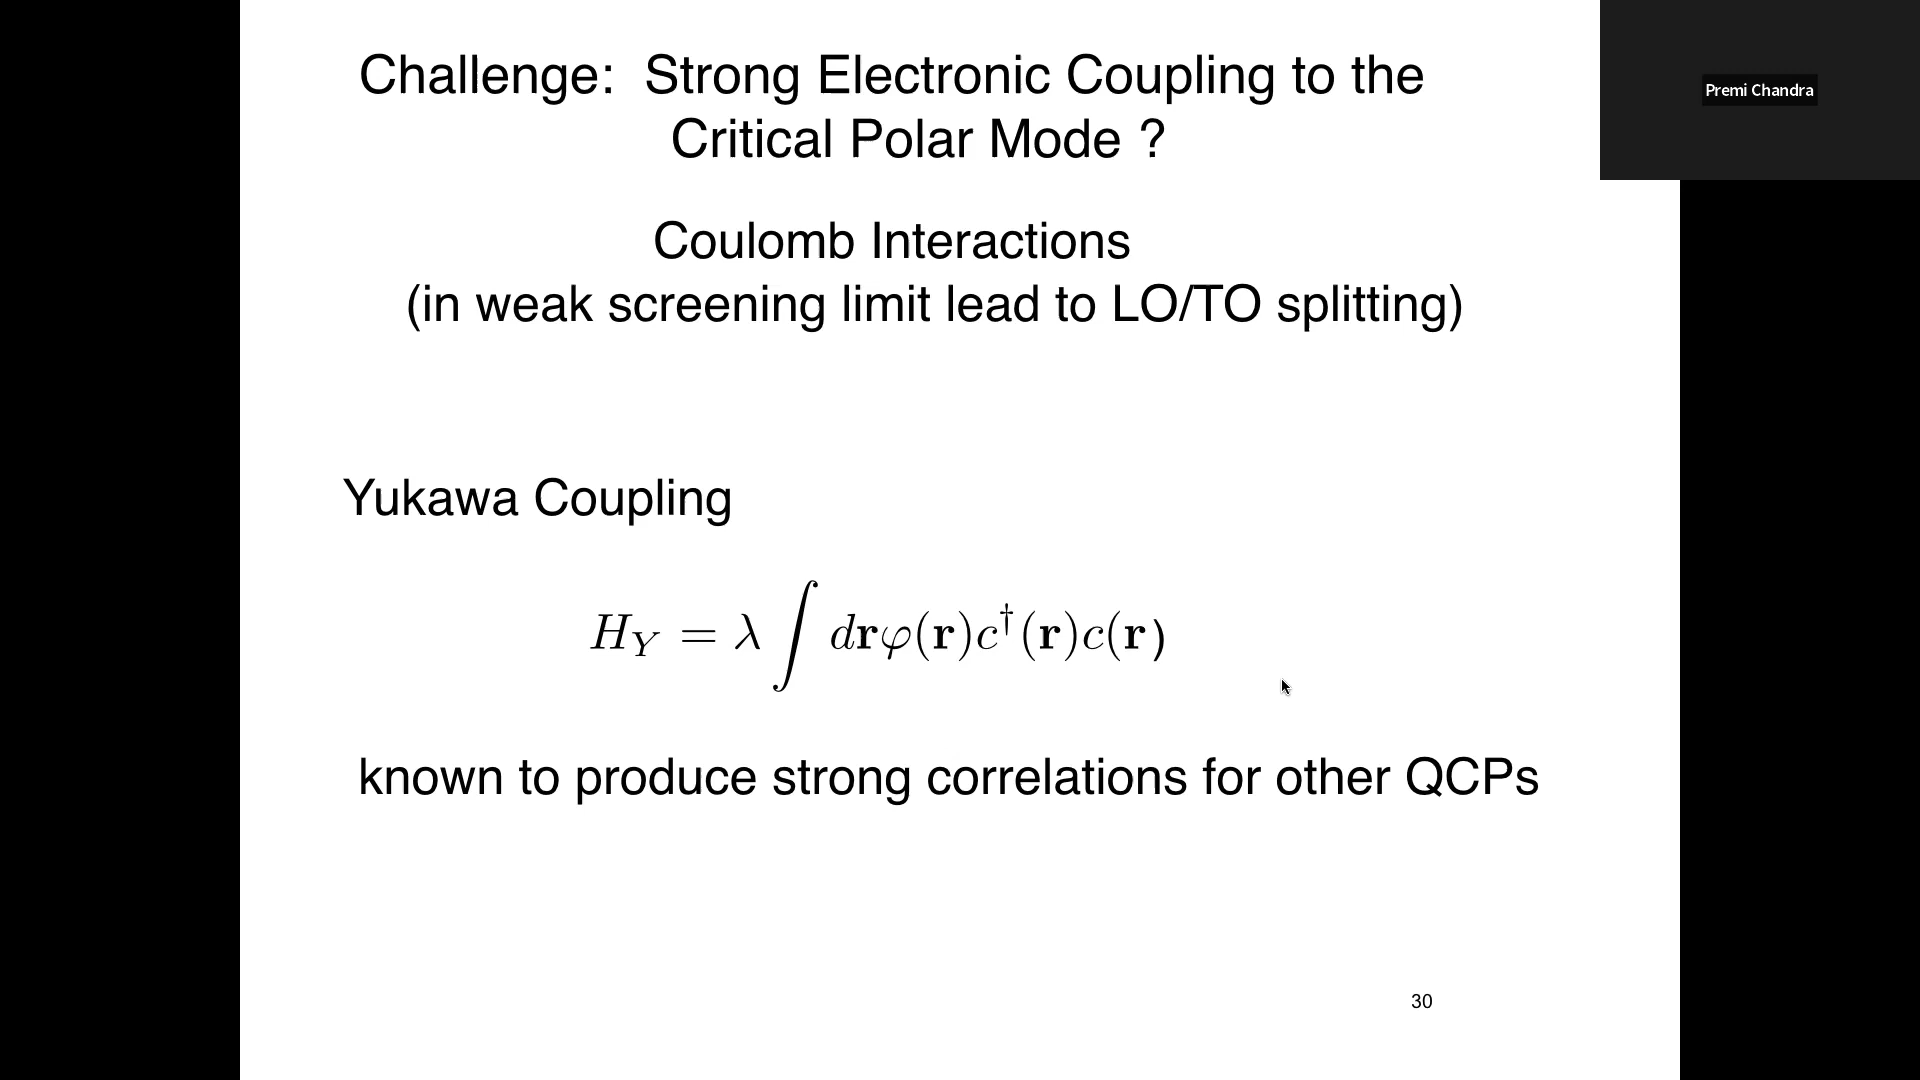 Challenge: Strong Electronic Coupling to the
Critical Polar Mode ?
Premi Chandra
Coulomb Interactions
(in weak screening limit lead to LO/TO splitting)
Yukawa Coupling
$H_Y = \lambda \int d\mathbf{r} \varphi(\mathbf{r}) c^\dagger(\mathbf{r}) c(\mathbf{r})$
known to produce strong correlations for other QCPs
30